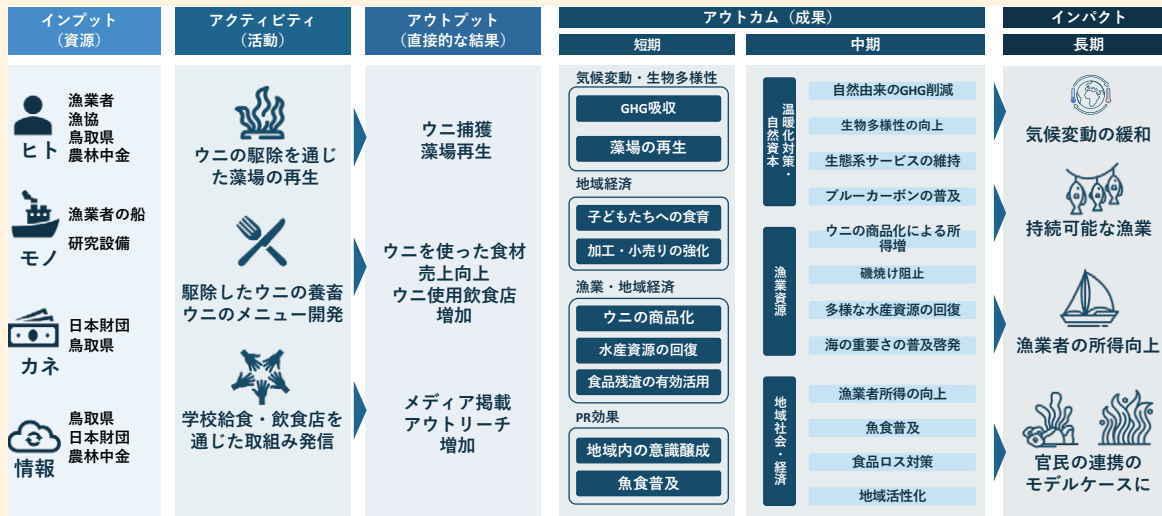 インプット
（資源）
アクティビティ
（活動）
アウトプット
（直接的な結果）
アウトカム（成果）
短期
中期
インパクト
長期
ヒト
漁業者
漁協
鳥取県
農林中金
モノ
漁業者の船
研究設備
カネ
日本財団
鳥取県
情報
鳥取県
日本財団
農林中金
ウニの駆除を通じ
た藻場の再生
駆除したウニの養畜
ウニのメニュー開発
学校給食・飲食店を
通じた取組み発信
ウニ捕獲
藻場再生
ウニを使った食材
売上向上
ウニ使用飲食店
増加
メディア掲載
アウトリーチ
増加
気候変動・生物多様性
GHG吸収
藻場の再生
地域経済
子どもたちへの食育
加工・小売りの強化
漁業・地域経済
ウニの商品化
水産資源の回復
食品残渣の有効活用
PR効果
地域内の意識醸成
魚食普及
温暖化対策・
自然資本
自然由来のGHG削減
生物多様性の向上
生態系サービスの維持
ブルーカーボンの普及
漁業資源
ウニの商品化による所
得増
磯焼け阻止
多様な水産資源の回復
海の重要さの普及啓発
地域社会・経済
漁業者所得の向上
魚食普及
食品ロス対策
地域活性化
気候変動の緩和
持続可能な漁業
漁業者の所得向上
官民の連携の
モデルケースに